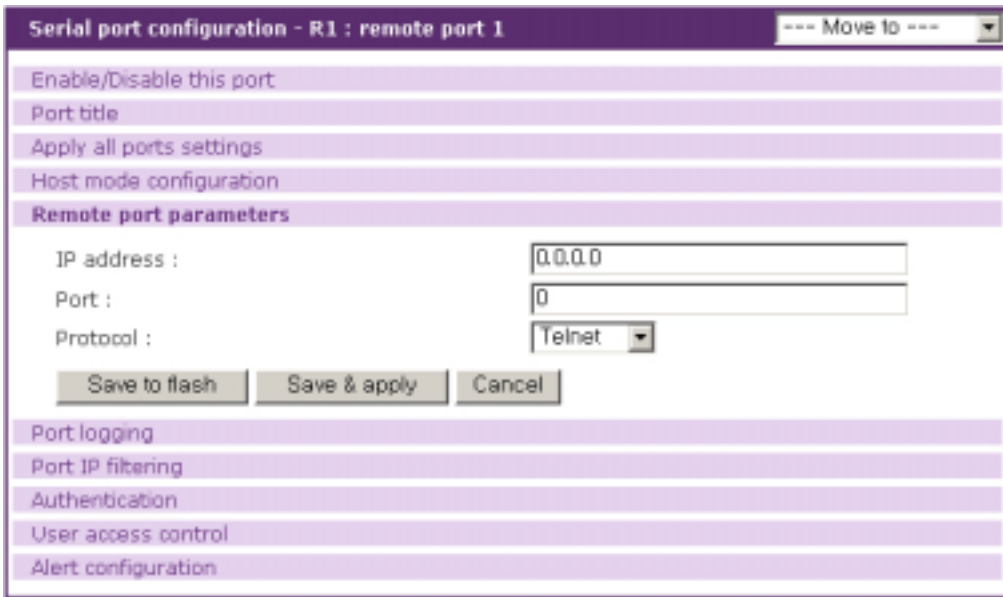 Serial port configuration - R1 : remote port 1 --- Move to ---
Enable/Disable this port
Port title
Apply all ports settings
Host mode configuration
Remote port parameters
IP address : 0.0.0.0
Port : 0
Protocol : Telnet
Save to flash Save & apply Cancel
Port logging
Port IP filtering
Authentication
User access control
Alert configuration